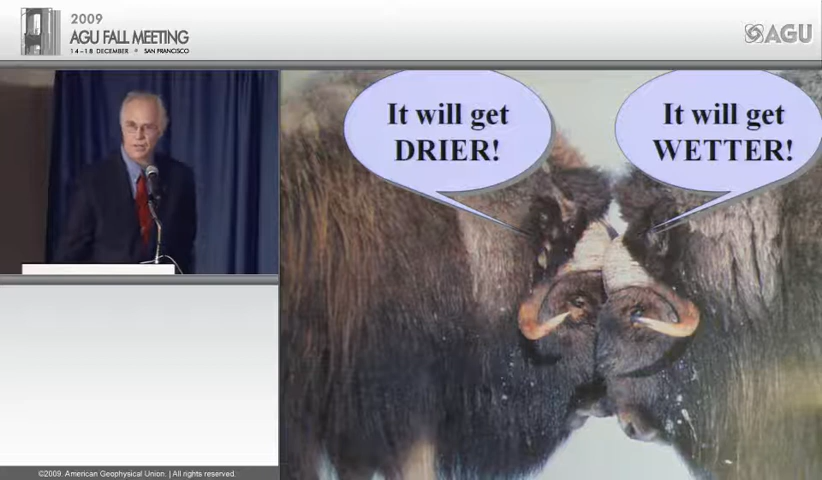 2009
AGU FALL MEETING
14–18 DECEMBER • SAN FRANCISCO
AGU
It will get
DRIER!
It will get
WETTER!
©2009. American Geophysical Union. | All rights reserved.